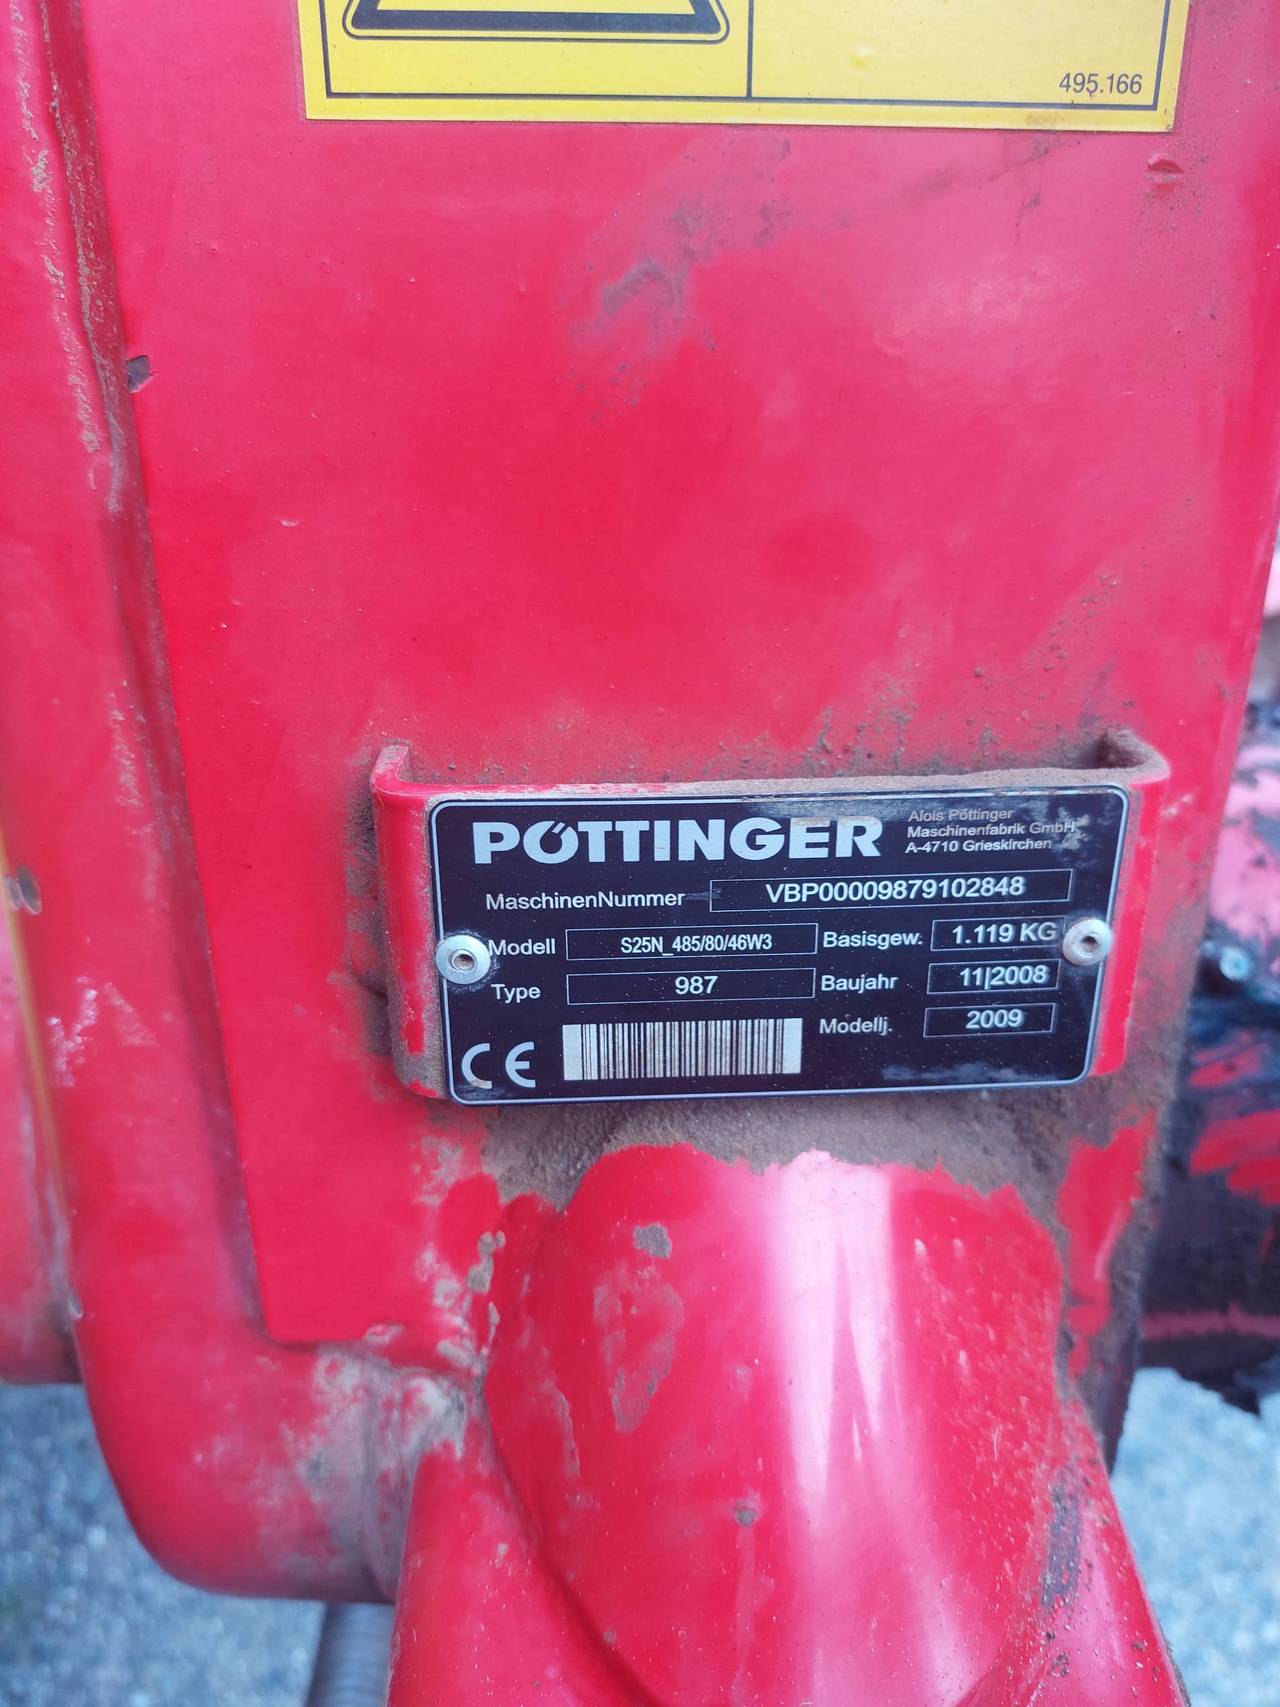 495.166
PÖTTINGER
Alois Pöttinger
Maschinenfabrik GmbH
A-4710 Grieskirchen
MaschinenNummer VBP00009879102848
Modell S25N_485/80/46W3 Basisgew. 1.119 KG
Type 987 Baujahr 11|2008
Modellj. 2009
CE